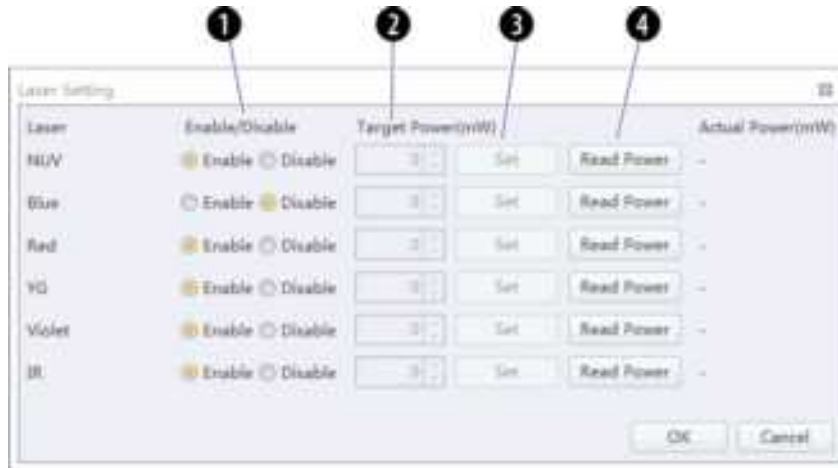 1 2 3 4
Laser Setting
Laser Enable/Disable Target Power(mW) Actual Power(mW)
NUV Enable Disable 0 Set Read Power -
Blue Enable Disable 0 Set Read Power -
Red Enable Disable 0 Set Read Power -
YG Enable Disable 0 Set Read Power -
Violet Enable Disable 0 Set Read Power -
IR Enable Disable 0 Set Read Power -
OK Cancel